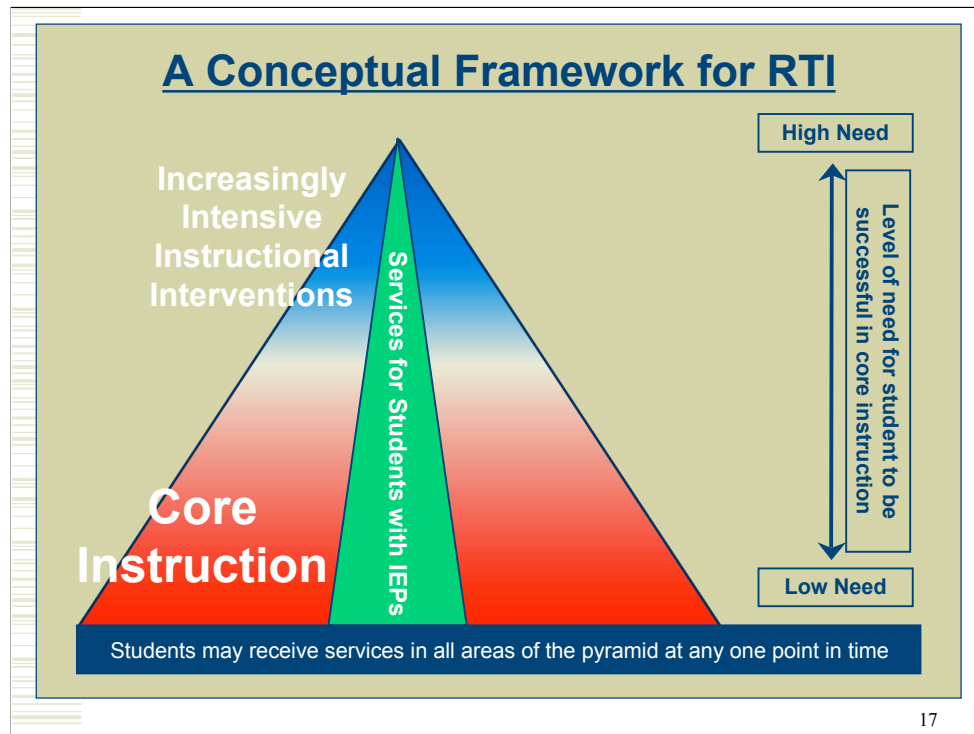 A Conceptual Framework for RTI
Increasingly
Intensive
Instructional
Interventions
Services for Students with IEPs
Core
Instruction
High Need
Level of need for student to be
successful in core instruction
Low Need
Students may receive services in all areas of the pyramid at any one point in time
17